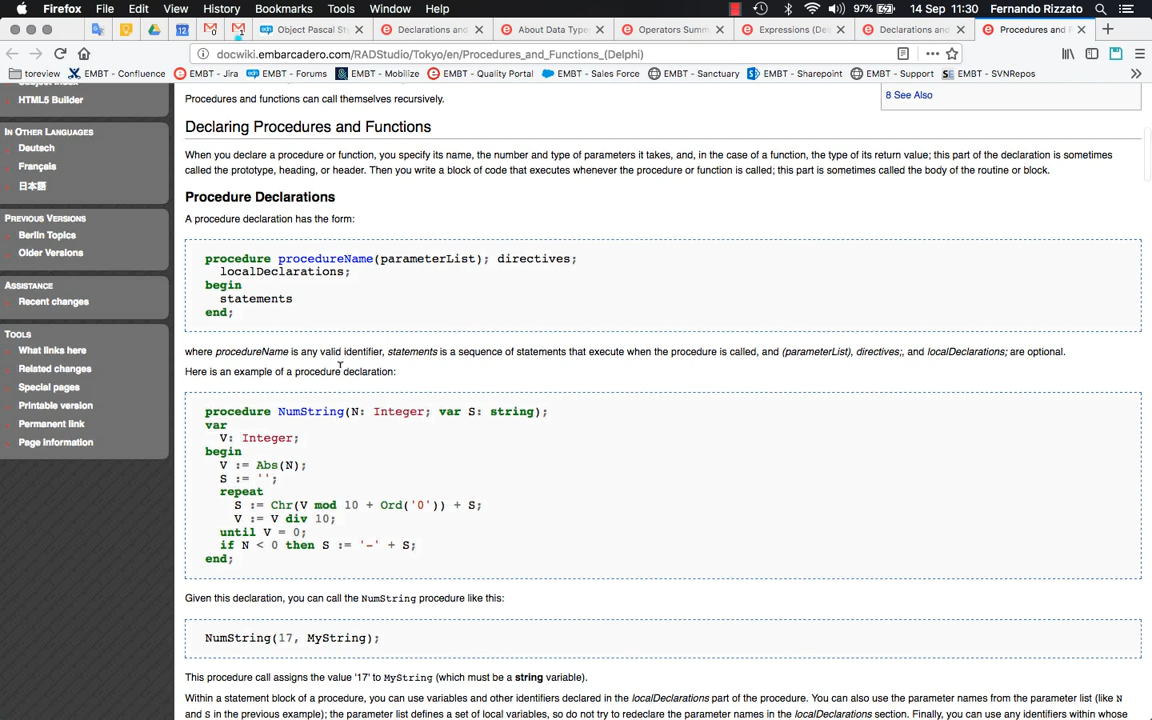 Firefox File Edit View History Bookmarks Tools Window Help 97% 14 Sep 11:30 Fernando Rizzato
Object Pascal St Declarations and About Data Type Operators Summ Expressions (Del Declarations and Procedures and F
docwiki.embarcadero.com/RADStudio/Tokyo/en/Procedures_and_Functions_(Delphi)
toreview EMBT - Confluence EMBT - Jira EMBT - Forums EMBT - Mobilize EMBT - Quality Portal EMBT - Sales Force EMBT - Sanctuary EMBT - Sharepoint EMBT - Support EMBT - SVNRepos
HTML5 Builder
In Other Languages
Deutsch
Français
日本語
Previous Versions
Berlin Topics
Older Versions
Assistance
Recent changes
Tools
What links here
Related changes
Special pages
Printable version
Permanent link
Page information
Procedures and functions can call themselves recursively.
8 See Also
Declaring Procedures and Functions
When you declare a procedure or function, you specify its name, the number and type of parameters it takes, and, in the case of a function, the type of its return value; this part of the declaration is sometimes
called the prototype, heading, or header. Then you write a block of code that executes whenever the procedure or function is called; this part is sometimes called the body of the routine or block.
Procedure Declarations
A procedure declaration has the form:
procedure procedureName(parameterList); directives;
localDeclarations;
begin
statements
end;
where procedureName is any valid identifier, statements is a sequence of statements that execute when the procedure is called, and (parameterList), directives;, and localDeclarations; are optional.
Here is an example of a procedure declaration:
procedure NumString(N: Integer; var S: string);
var
V: Integer;
begin
V := Abs(N);
S := '';
repeat
S := Chr(V mod 10 + Ord('0')) + S;
V := V div 10;
until V = 0;
if N < 0 then S := '-' + S;
end;
Given this declaration, you can call the NumString procedure like this:
NumString(17, MyString);
This procedure call assigns the value '17' to MyString (which must be a string variable).
Within a statement block of a procedure, you can use variables and other identifiers declared in the localDeclarations part of the procedure. You can also use the parameter names from the parameter list (like N
and S in the previous example); the parameter list defines a set of local variables, so do not try to redeclare the parameter names in the localDeclarations section. Finally, you can use any identifiers within whose